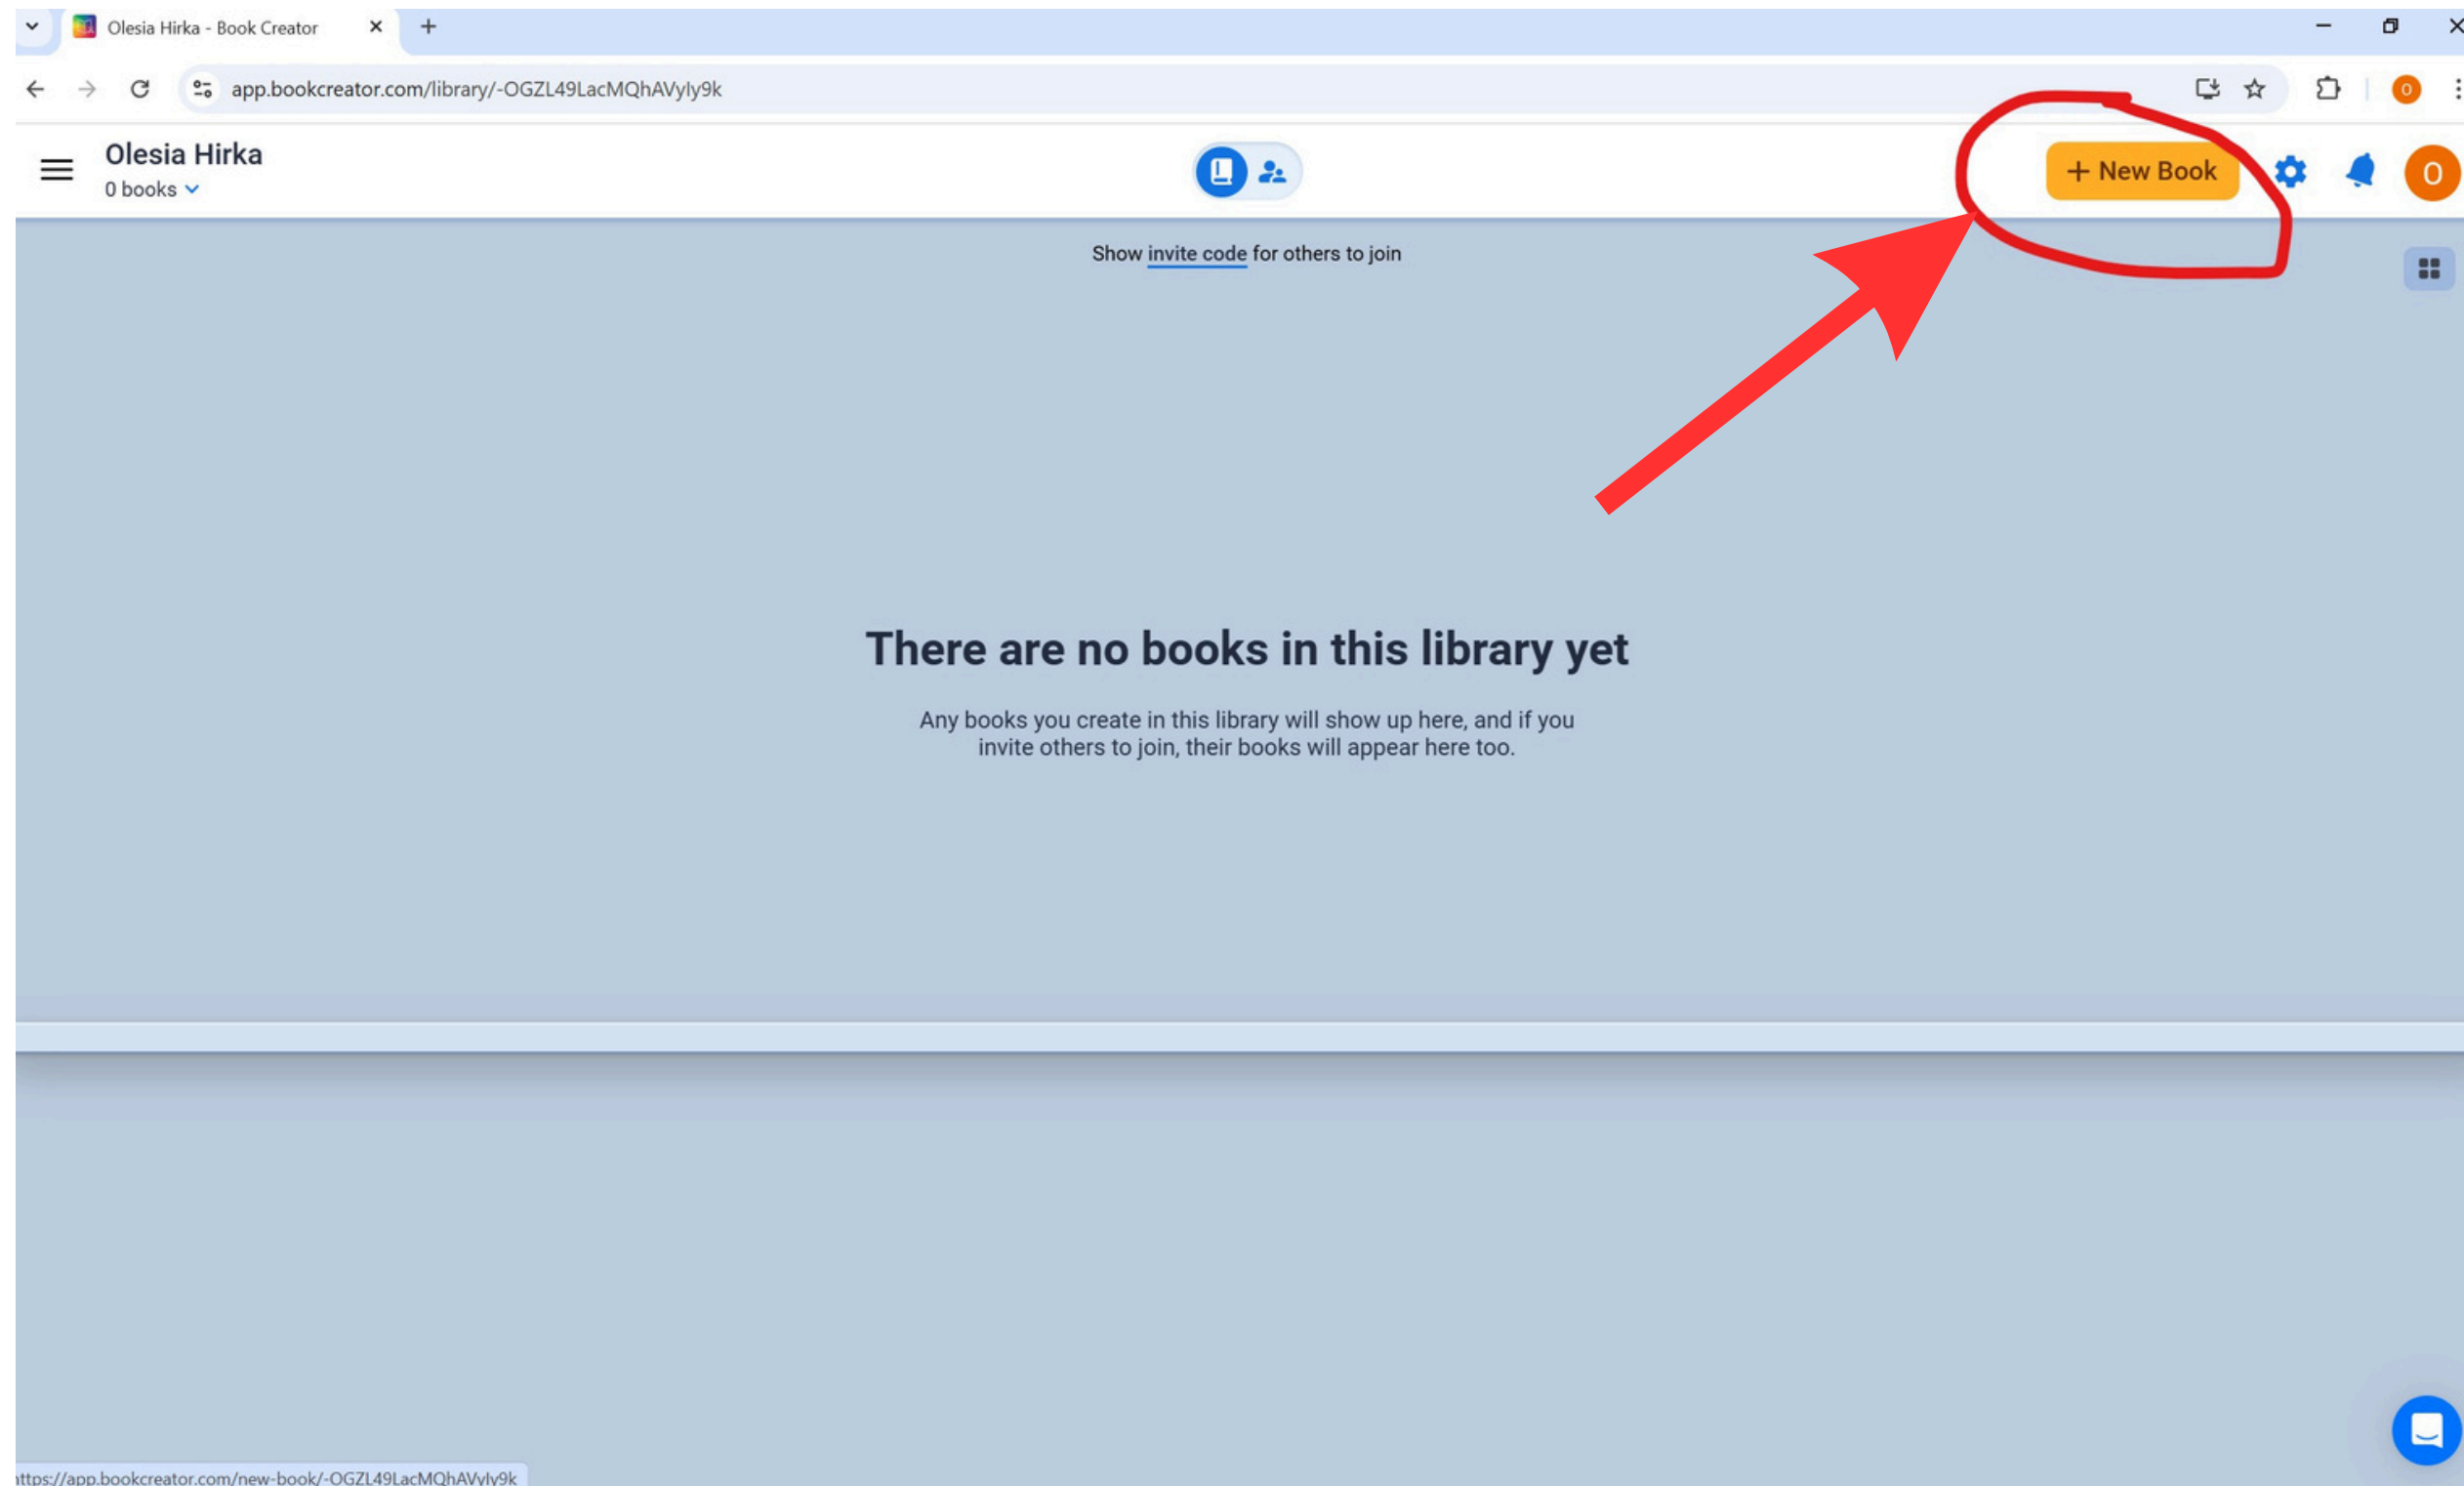 Olesia Hirka - Book Creator
app.bookcreator.com/library/-OGZL49LacMQhAVyIy9k
O
Olesia Hirka
0 books
+ New Book
O
Show invite code for others to join
There are no books in this library yet
Any books you create in this library will show up here, and if you
invite others to join, their books will appear here too.
https://app.bookcreator.com/new-book/-OGZL49LacMQhAVyIy9k